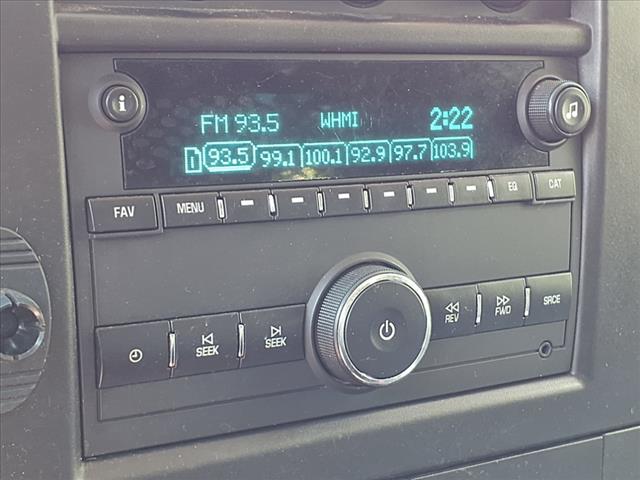 i
FM 93.5 WHMI 2:22
1 93.5 99.1 100.1 92.9 97.7 103.9
FAV MENU EQ CAT
SEEK SEEK REV FWD SRCE